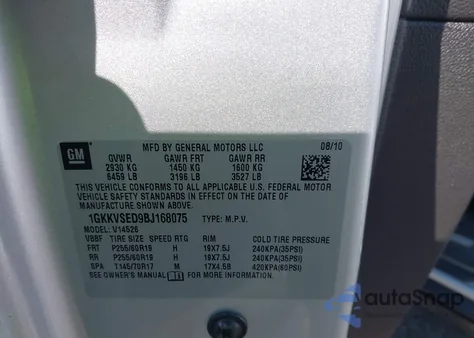 GM
MFD BY GENERAL MOTORS LLC 08/10
GVWR GAWR FRT GAWR RR
2930 KG 1450 KG 1600 KG
6459 LB 3196 LB 3527 LB
THIS VEHICLE CONFORMS TO ALL APPLICABLE U.S. FEDERAL MOTOR
VEHICLE SAFETY STANDARDS IN EFFECT ON THE DATE OF
MANUFACTURE SHOWN ABOVE.
1GKKVSED9BJ168075 TYPE: M.P.V.
MODEL: V14526
VBBF TIRE SIZE SPEED RTG RIM COLD TIRE PRESSURE
FRT P255/60R19 H 19X7.5J 240KPA(35PSI)
RR P255/60R19 H 19X7.5J 240KPA(35PSI)
SPA T145/70R17 M 17X4.5B 420KPA(60PSI)
SEE OWNER'S MANUAL FOR MORE INFORMATION.
autoSnap